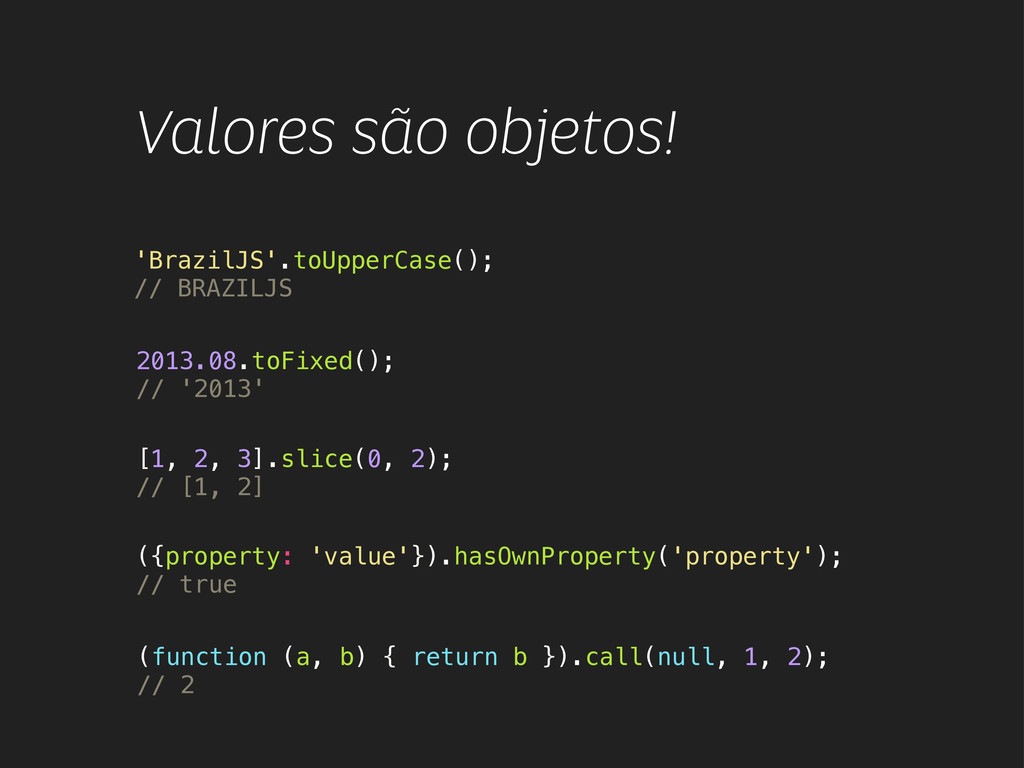 Valores são objetos!
'BrazilJS'.toUpperCase();
// BRAZILJS
2013.08.toFixed();
// '2013'
[1, 2, 3].slice(0, 2);
// [1, 2]
({property: 'value'}).hasOwnProperty('property');
// true
(function (a, b) { return b }).call(null, 1, 2);
// 2